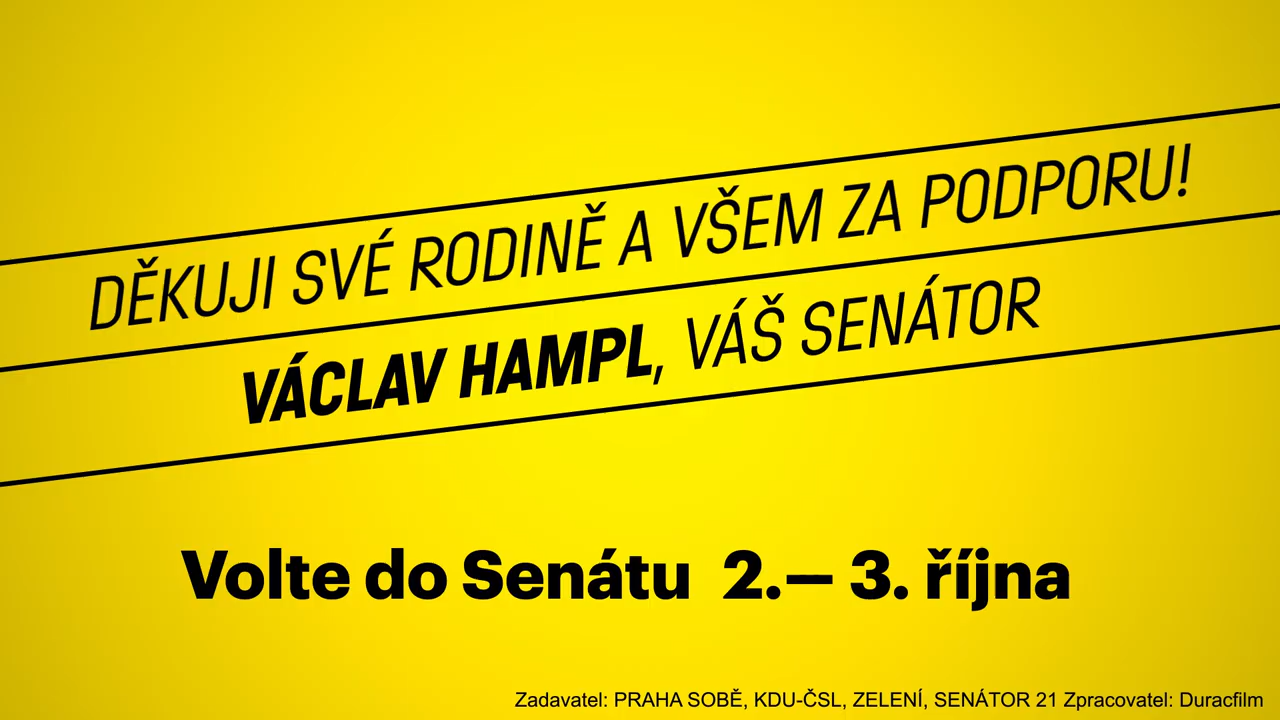 DĚKUJI SVÉ RODINĚ A VŠEM ZA PODPORU!
VÁCLAV HAMPL, VÁŠ SENÁTOR
Volte do Senátu 2.— 3. října
Zadavatel: PRAHA SOBĚ, KDU-ČSL, ZELENÍ, SENÁTOR 21 Zpracovatel: Duracfilm